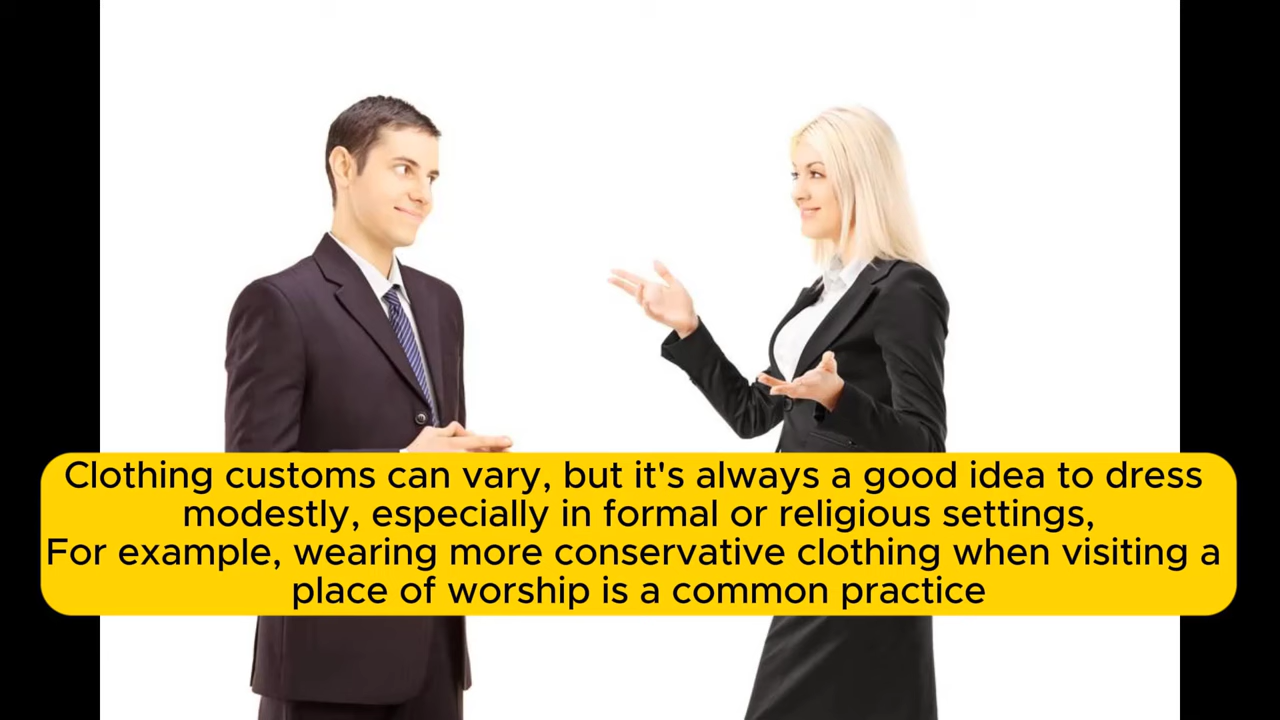 Clothing customs can vary, but it's always a good idea to dress
modestly, especially in formal or religious settings,
For example, wearing more conservative clothing when visiting a
place of worship is a common practice